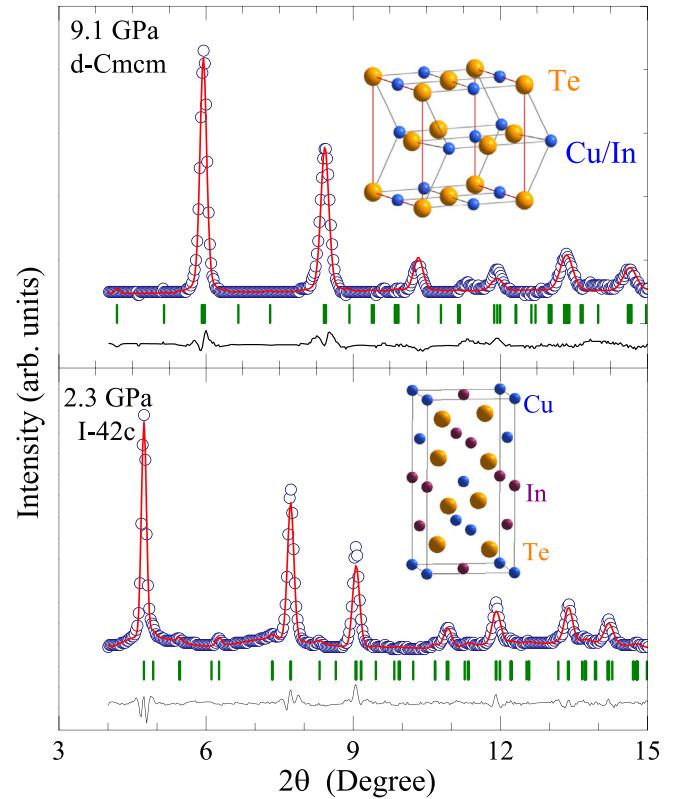 9.1 GPa
d-Cmcm
Te
Cu/In
Intensity (arb. units)
2.3 GPa
I-42c
Cu
In
Te
3 6 9 12 15
2θ (Degree)